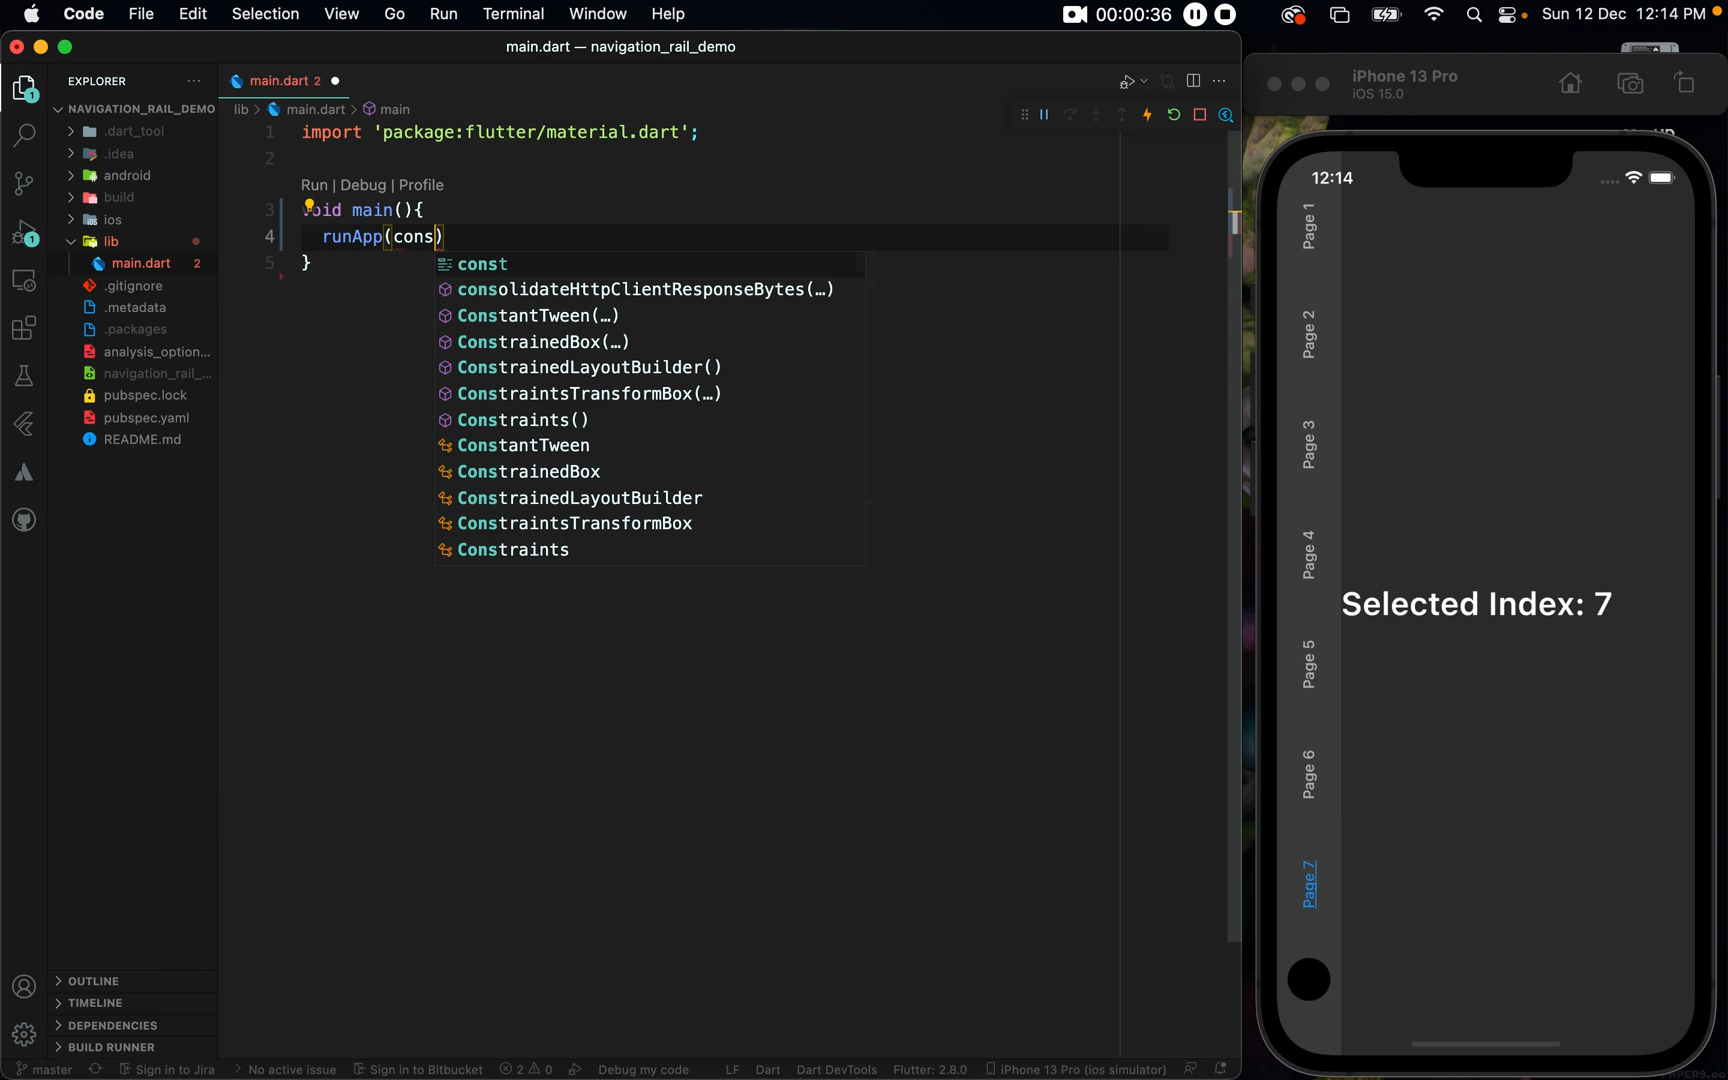 Code File Edit Selection View Go Run Terminal Window Help 00:00:36 Sun 12 Dec 12:14 PM
main.dart — navigation_rail_demo
EXPLORER
NAVIGATION_RAIL_DEMO
.dart_tool
.idea
android
build
ios
lib
main.dart 2
.gitignore
.metadata
.packages
analysis_option...
navigation_rail_...
pubspec.lock
pubspec.yaml
README.md
OUTLINE
TIMELINE
DEPENDENCIES
BUILD RUNNER
1
1
main.dart 2
lib > main.dart > main
1 import 'package:flutter/material.dart';
2
Run | Debug | Profile
3 void main(){
4 runApp(cons)
5 }
const
consolidateHttpClientResponseBytes(…)
ConstantTween(…)
ConstrainedBox(…)
ConstrainedLayoutBuilder()
ConstraintsTransformBox(…)
Constraints()
ConstantTween
ConstrainedBox
ConstrainedLayoutBuilder
ConstraintsTransformBox
Constraints
master Sign in to Jira No active issue Sign in to Bitbucket 2 0 Debug my code LF Dart Dart DevTools Flutter: 2.8.0 iPhone 13 Pro (ios simulator)
iPhone 13 Pro
iOS 15.0
12:14
Page 1
Page 2
Page 3
Page 4
Page 5
Page 6
Page 7
Selected Index: 7